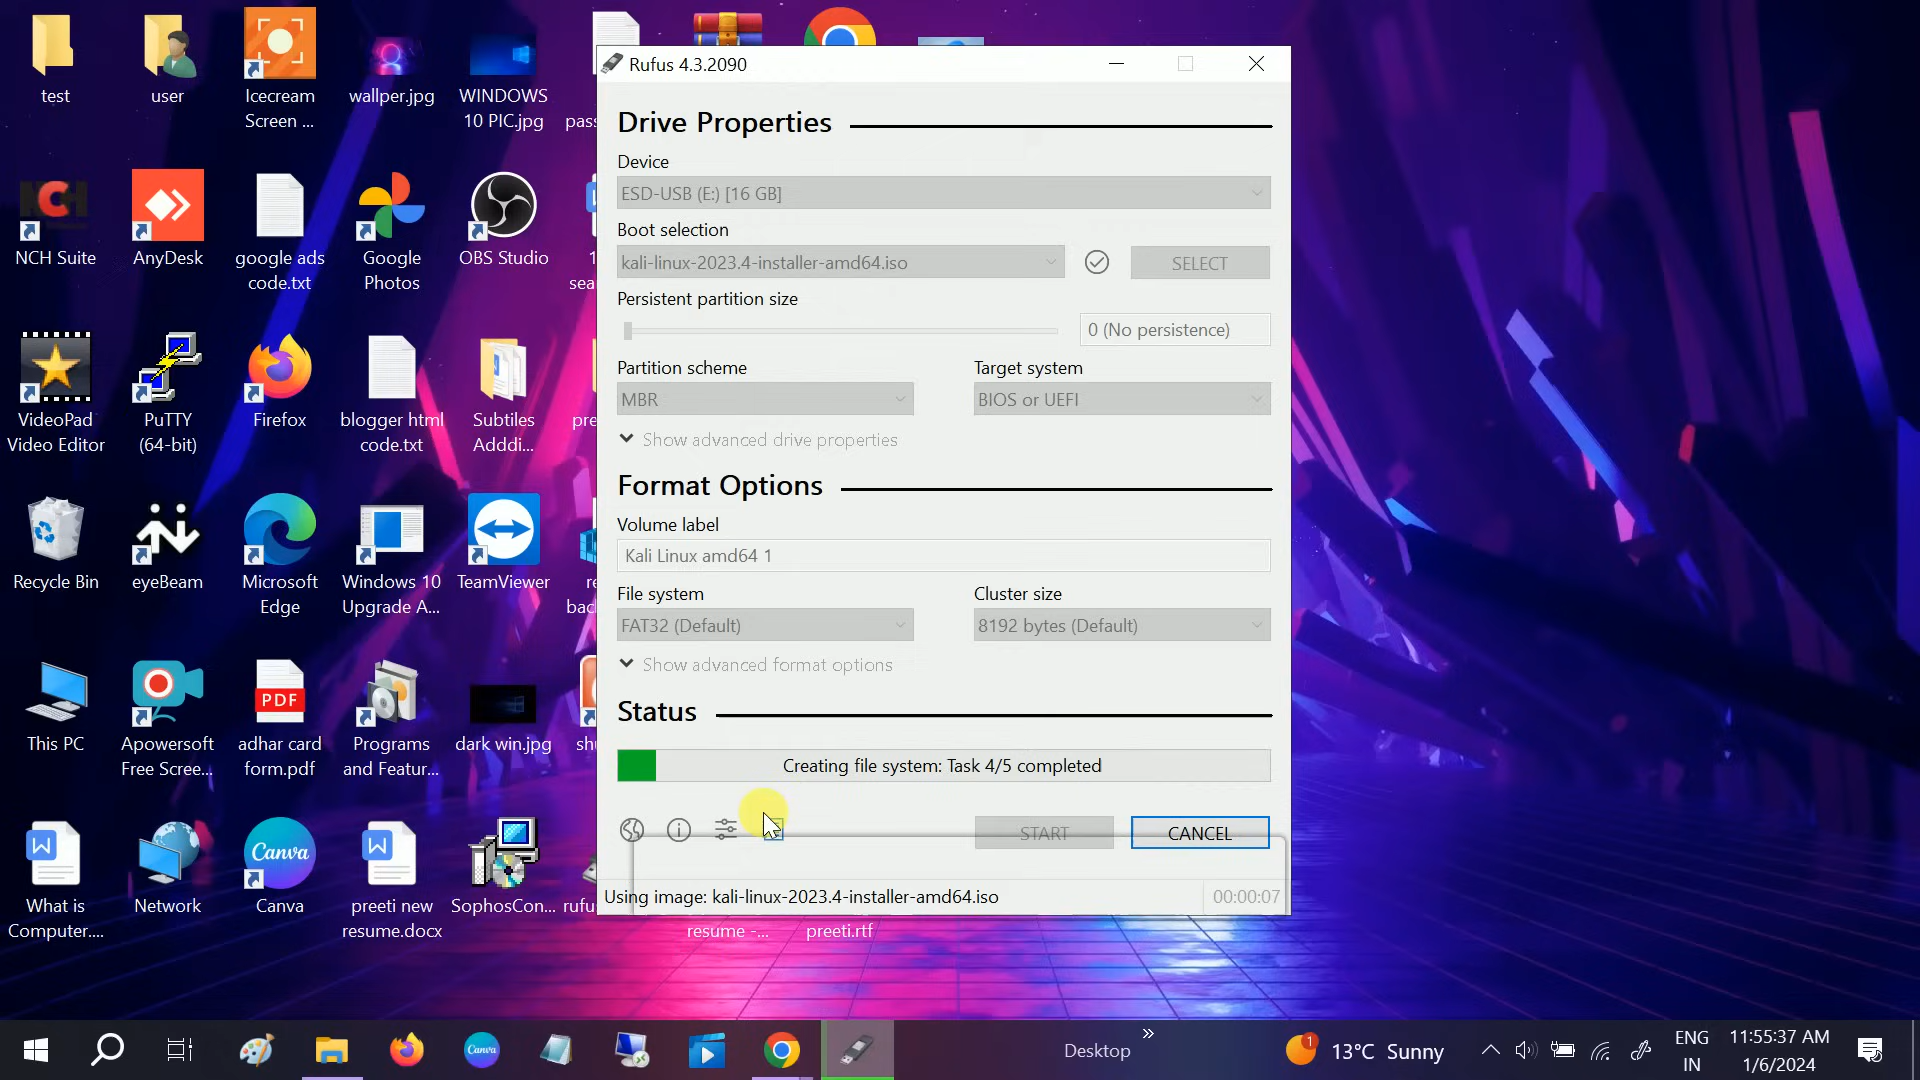 test
user
Icecream
Screen ...
wallper.jpg
WINDOWS
10 PIC.jpg
NCH Suite
AnyDesk
google ads
code.txt
Google
Photos
OBS Studio
VideoPad
Video Editor
PuTTY
(64-bit)
Firefox
blogger html
code.txt
Subtiles
Adddi...
Recycle Bin
eyeBeam
Microsoft
Edge
Windows 10
Upgrade A...
TeamViewer
This PC
Apowersoft
Free Scree...
PDF
adhar card
form.pdf
Programs
and Featur...
dark win.jpg
What is
Computer....
Network
Canva
Canva
preeti new
resume.docx
SophosCon...
resume -...
preeti.rtf
Rufus 4.3.2090
Drive Properties
Device
ESD-USB (E:) [16 GB]
Boot selection
kali-linux-2023.4-installer-amd64.iso
SELECT
Persistent partition size
0 (No persistence)
Partition scheme
Target system
MBR
BIOS or UEFI
Show advanced drive properties
Format Options
Volume label
Kali Linux amd64 1
File system
Cluster size
FAT32 (Default)
8192 bytes (Default)
Show advanced format options
Status
Creating file system: Task 4/5 completed
START
CANCEL
Using image: kali-linux-2023.4-installer-amd64.iso
00:00:07
Canva
Desktop
1
13°C Sunny
ENG
IN
11:55:37 AM
1/6/2024